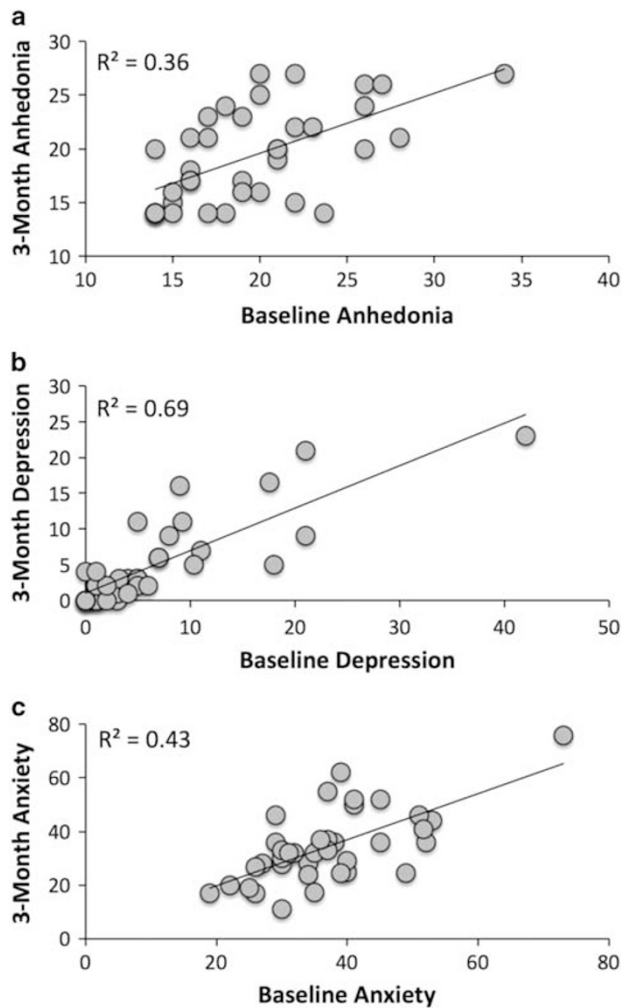 a
30
25
20
15
10
R² = 0.36
3-Month Anhedonia
10 15 20 25 30 35 40
Baseline Anhedonia
b
30
25
20
15
10
5
0
R² = 0.69
3-Month Depression
0 10 20 30 40 50
Baseline Depression
c
80
60
40
20
0
R² = 0.43
3-Month Anxiety
0 20 40 60 80
Baseline Anxiety